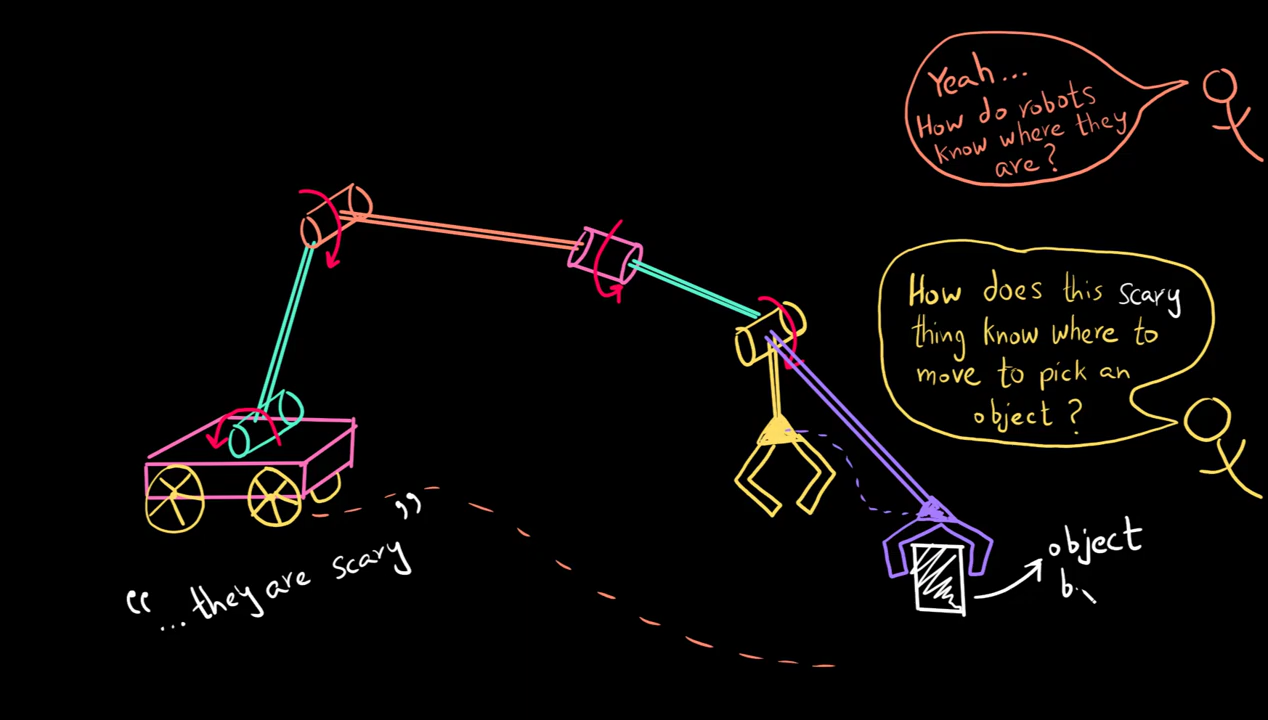 Yeah...
How do robots
know where they
are?
How does this scary
thing know where to
move to pick an
object?
object
“ ...they are scary ”